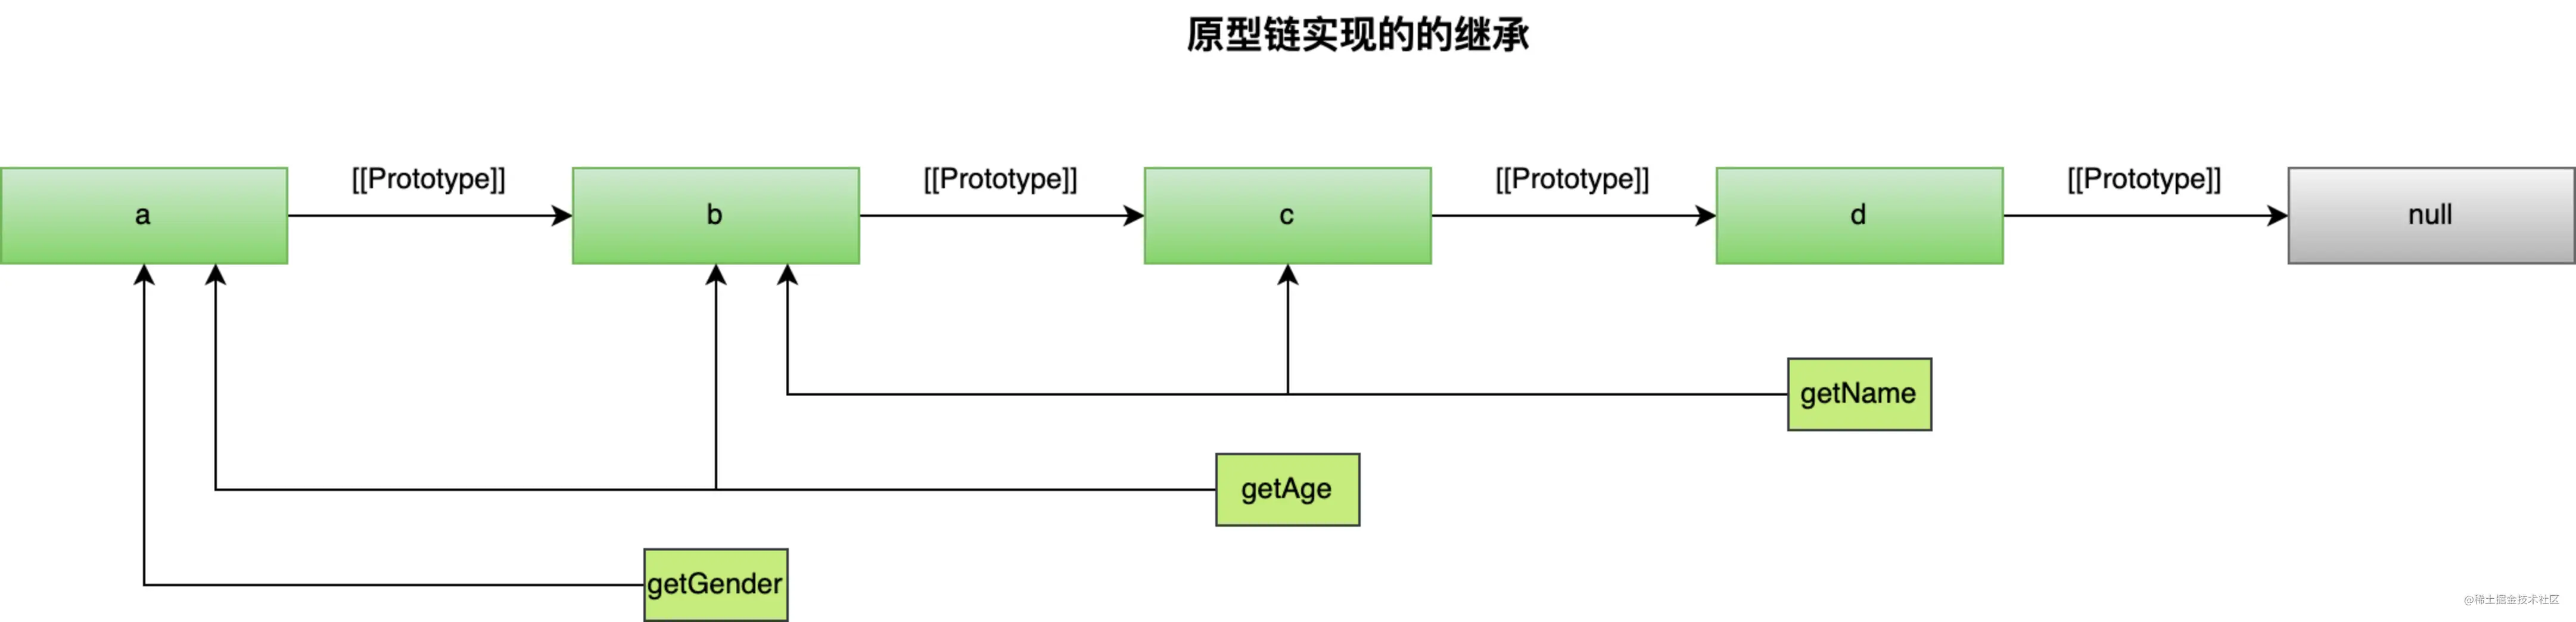 原型链实现的的继承
[[Prototype]]
[[Prototype]]
[[Prototype]]
[[Prototype]]
a
b
c
d
null
getName
getAge
getGender
@稀土掘金技术社区